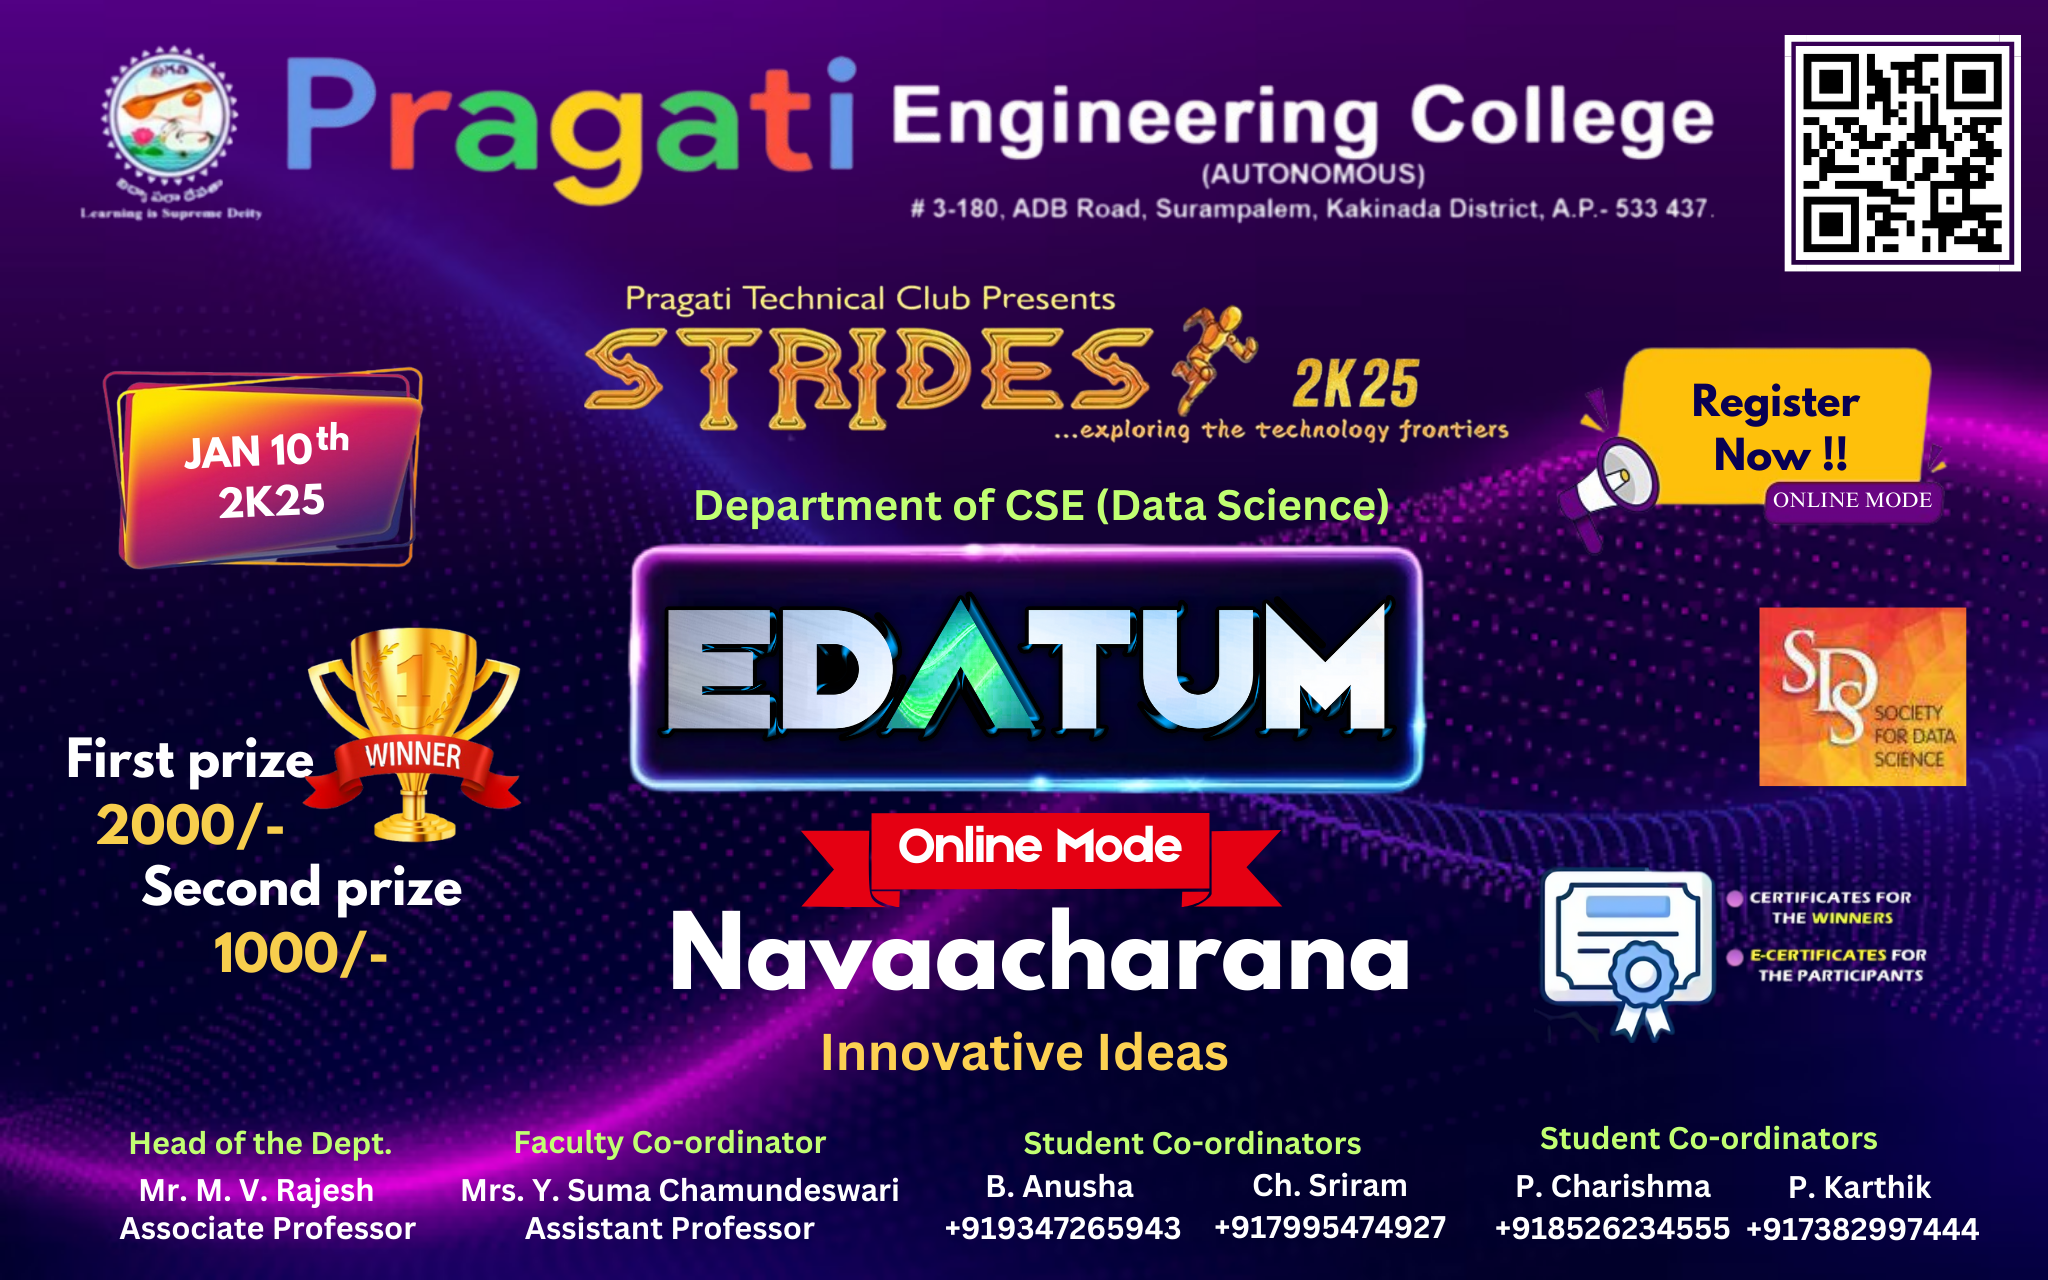 Pragati Engineering College
(AUTONOMOUS)
# 3-180, ADB Road, Surampalem, Kakinada District, A.P.- 533 437.
Learning is Supreme Deity
Pragati Technical Club Presents
STRIDES 2K25
...exploring the technology frontiers
JAN 10th
2K25
Register
Now !!
ONLINE MODE
Department of CSE (Data Science)
EDATUM
SDS
SOCIETY
FOR DATA
SCIENCE
1
WINNER
First prize
2000/-
Second prize
1000/-
Online Mode
Navaacharana
Innovative Ideas
CERTIFICATES FOR
THE WINNERS
E-CERTIFICATES FOR
THE PARTICIPANTS
Head of the Dept.
Mr. M. V. Rajesh
Associate Professor
Faculty Co-ordinator
Mrs. Y. Suma Chamundeswari
Assistant Professor
Student Co-ordinators
B. Anusha
+919347265943
Ch. Sriram
+917995474927
Student Co-ordinators
P. Charishma
+918526234555
P. Karthik
+917382997444